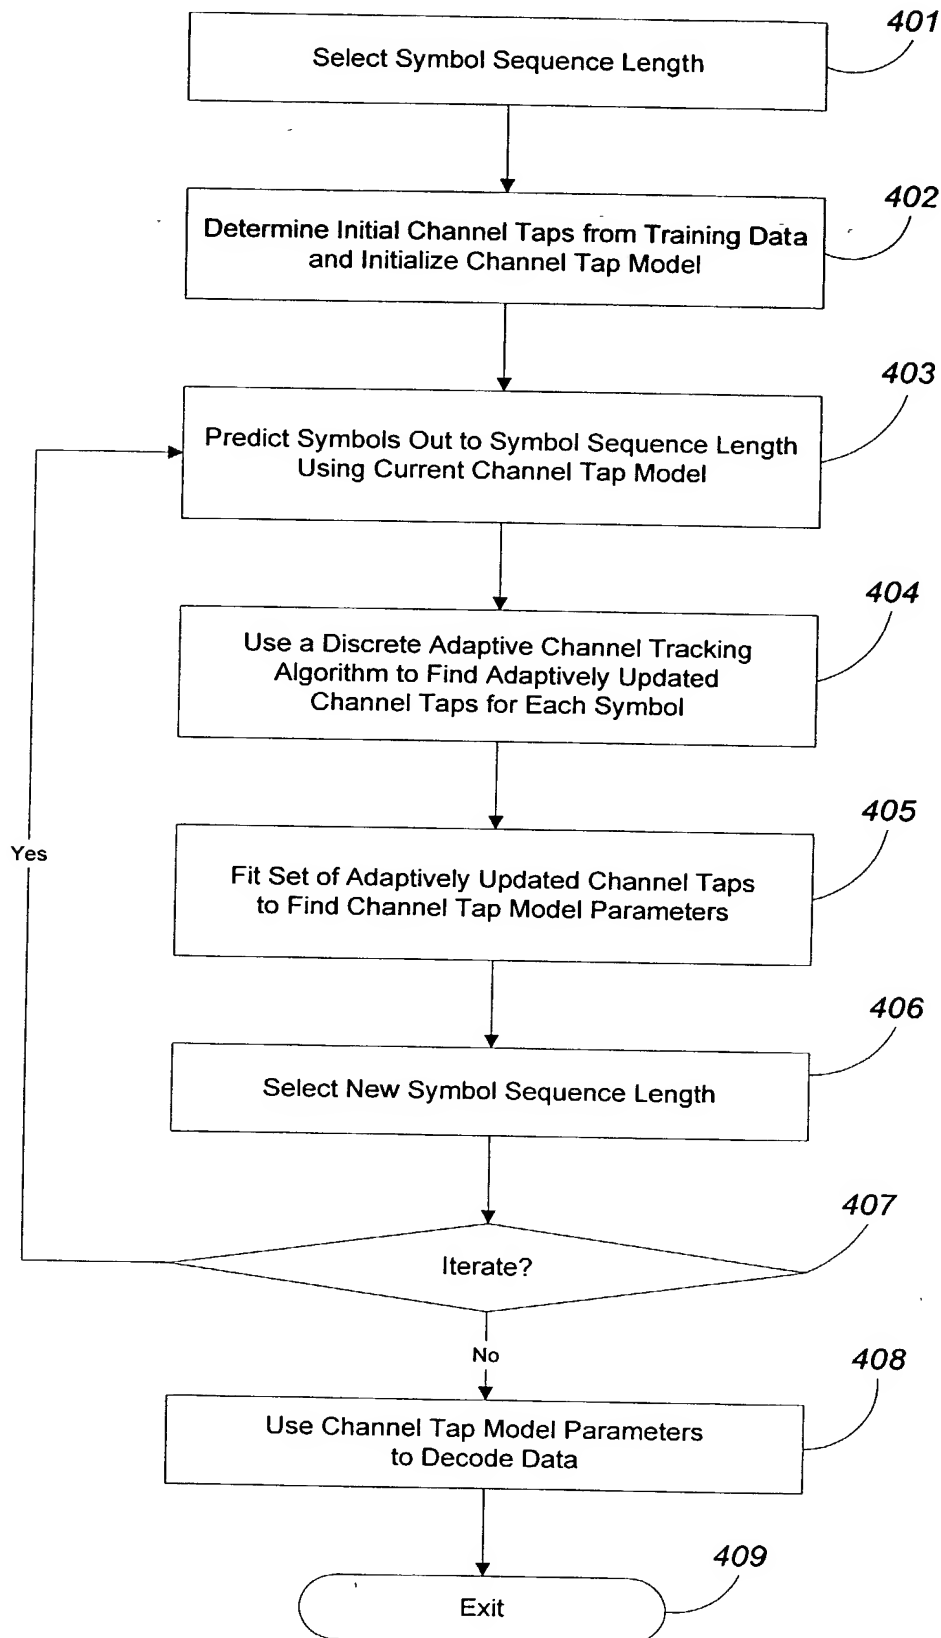 401
Select Symbol Sequence Length
402
Determine Initial Channel Taps from Training Data
and Initialize Channel Tap Model
403
Predict Symbols Out to Symbol Sequence Length
Using Current Channel Tap Model
404
Use a Discrete Adaptive Channel Tracking
Algorithm to Find Adaptively Updated
Channel Taps for Each Symbol
405
Yes
Fit Set of Adaptively Updated Channel Taps
to Find Channel Tap Model Parameters
406
Select New Symbol Sequence Length
407
Iterate?
No
408
Use Channel Tap Model Parameters
to Decode Data
409
Exit